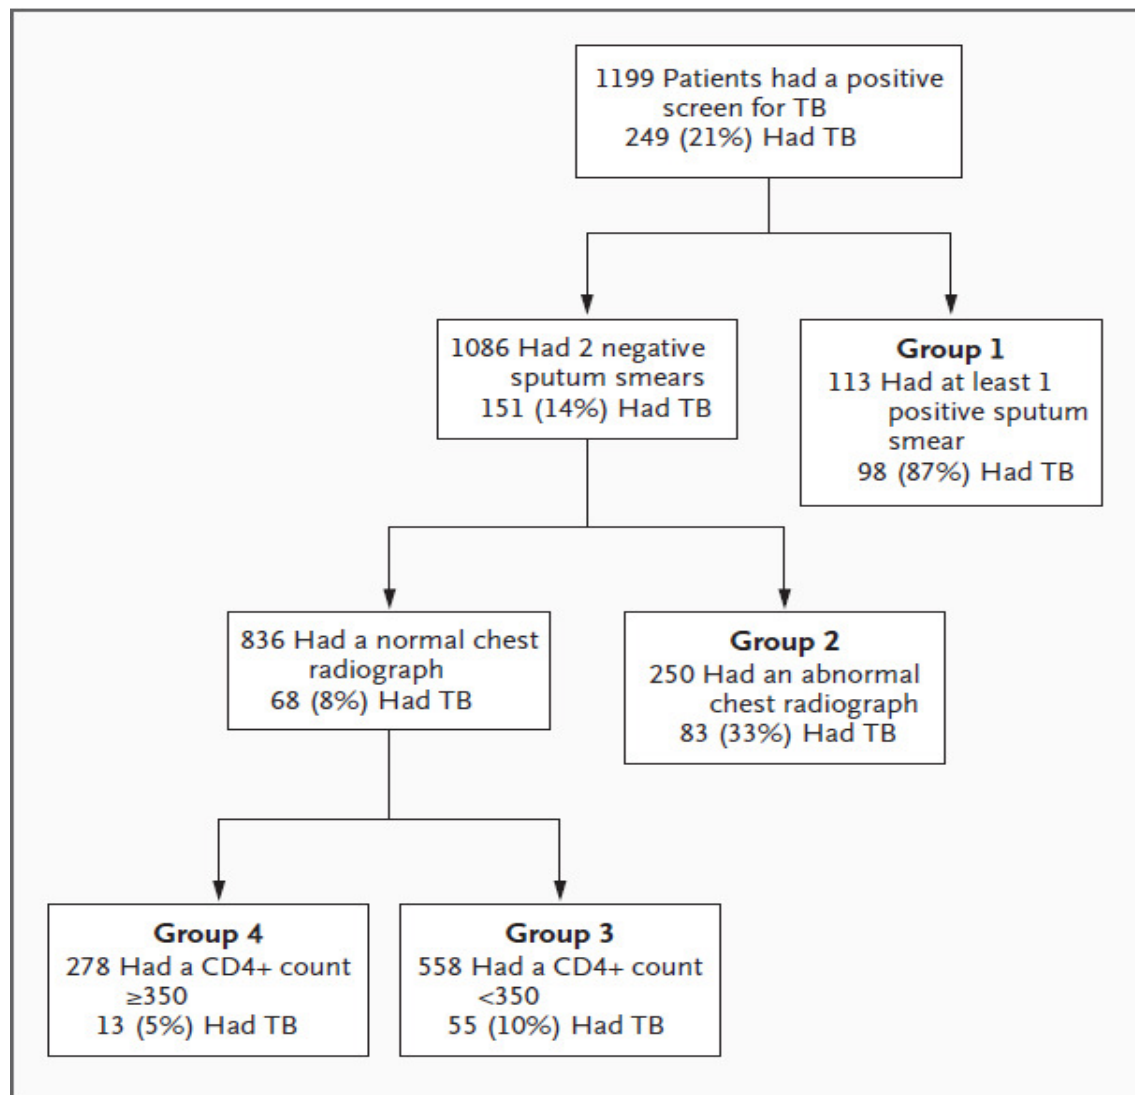 1199 Patients had a positive
screen for TB
249 (21%) Had TB
1086 Had 2 negative
sputum smears
151 (14%) Had TB
Group 1
113 Had at least 1
positive sputum
smear
98 (87%) Had TB
836 Had a normal chest
radiograph
68 (8%) Had TB
Group 2
250 Had an abnormal
chest radiograph
83 (33%) Had TB
Group 4
278 Had a CD4+ count
≥350
13 (5%) Had TB
Group 3
558 Had a CD4+ count
<350
55 (10%) Had TB